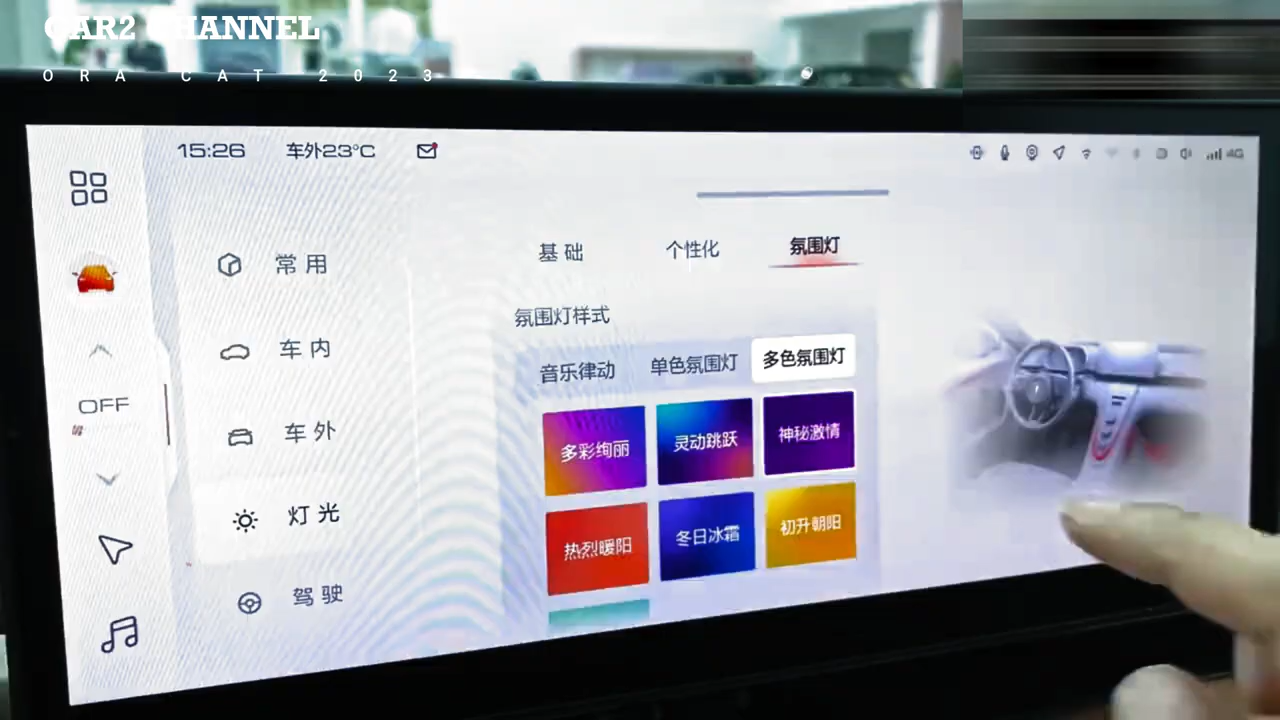 CAR2 CHANNEL
ORA CAT 2023
15:26 车外23°C
4G
常用
车内
车外
灯光
驾驶
OFF
基础 个性化 氛围灯
氛围灯样式
音乐律动 单色氛围灯 多色氛围灯
多彩绚丽 灵动跳跃 神秘激情
热烈暖阳 冬日冰霜 初升朝阳